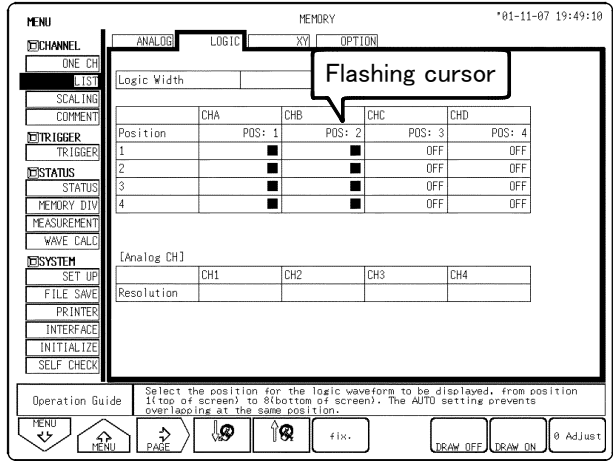 MENU
MEMORY
'01-11-07 19:49:10
CHANNEL
ANALOG LOGIC XY OPTION
ONE CH
LIST
Logic Width
Flashing cursor
SCALING
COMMENT
CHA CHB CHC CHD
TRIGGER
Position POS: 1 POS: 2 POS: 3 POS: 4
TRIGGER
1 ■ ■ OFF OFF
STATUS
2 ■ ■ OFF OFF
STATUS
3 ■ ■ OFF OFF
MEMORY DIV
4 ■ ■ OFF OFF
MEASUREMENT
WAVE CALC
[Analog CH]
SYSTEM
SET UP
CH1 CH2 CH3 CH4
FILE SAVE
Resolution
PRINTER
INTERFACE
INITIALIZE
SELF CHECK
Operation Guide
Select the position for the logic waveform to be displayed, from position
1(top of screen) to 8(bottom of screen). The AUTO setting prevents
overlapping at the same position.
MENU
MENU
PAGE
fix.
DRAW OFF
DRAW ON
0 Adjust